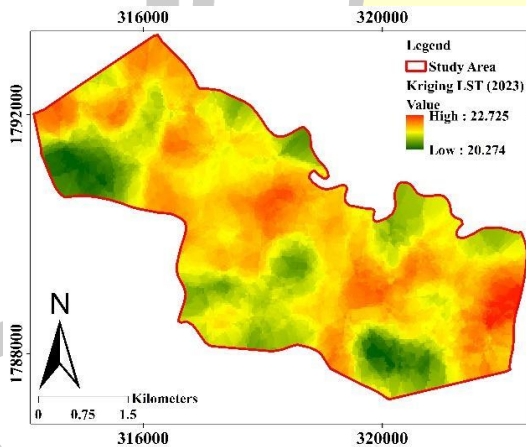 316000 320000
Legend
Study Area
Kriging LST (2023)
Value
High : 22.725
Low : 20.274
1792000
1788000
N
Kilometers
0 0.75 1.5
316000 320000